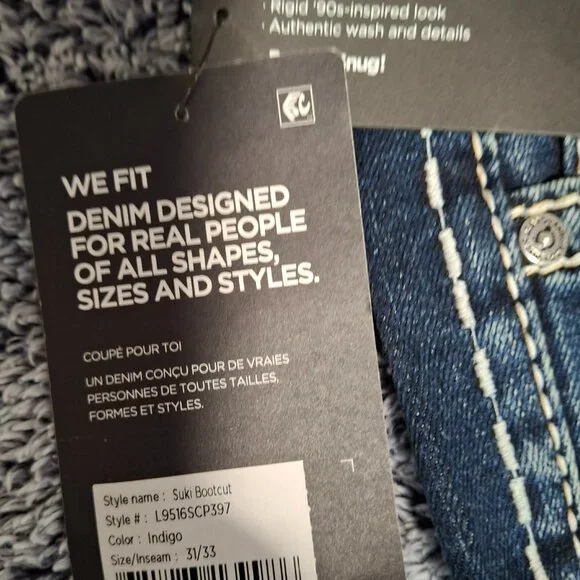 · Rigid '90s-inspired look
· Authentic wash and details
nug!
WE FIT
DENIM DESIGNED
FOR REAL PEOPLE
OF ALL SHAPES,
SIZES AND STYLES.
COUPÉ POUR TOI
UN DENIM CONÇU POUR DE VRAIES
PERSONNES DE TOUTES TAILLES,
FORMES ET STYLES.
Style name : Suki Bootcut
Style # : L9516SCP397
Color : Indigo
Size/Inseam : 31/33